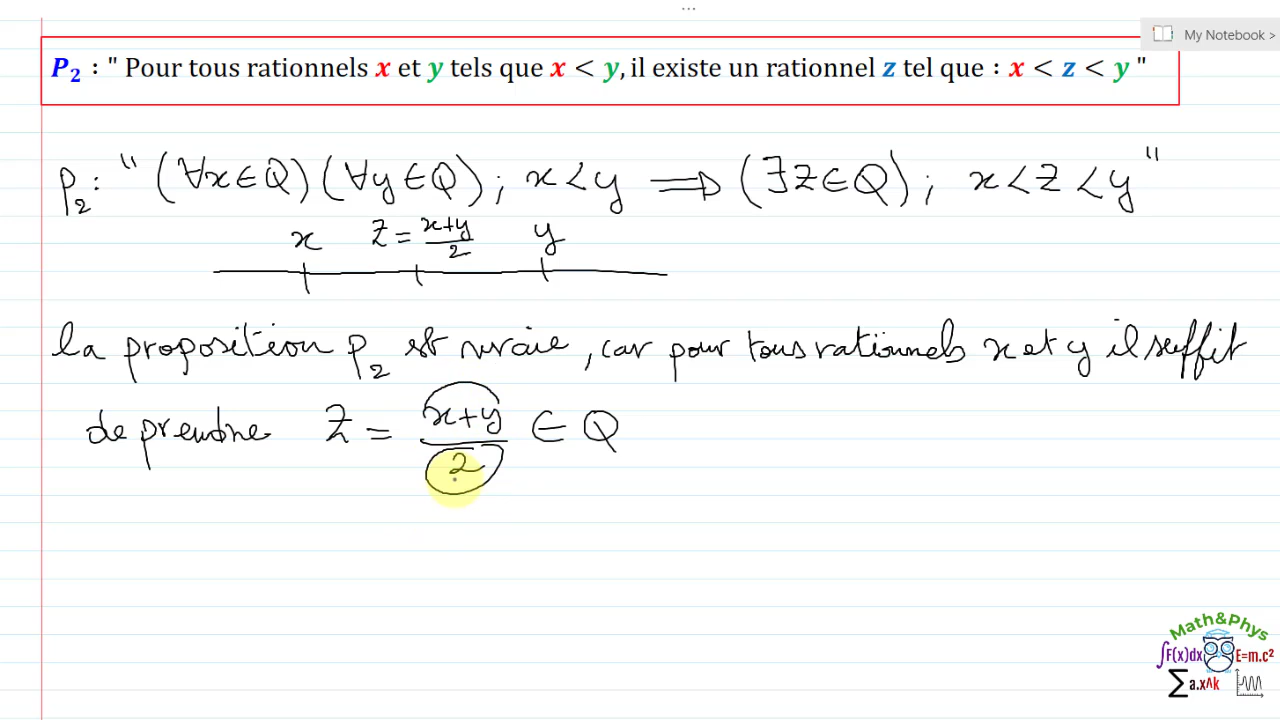 ...
My Notebook >
P₂ : " Pour tous rationnels x et y tels que x < y, il existe un rationnel z tel que : x < z < y "
P₂ : " (∀x∈Q) (∀y∈Q) ; x < y ⟹ (∃Z∈Q) ; x < Z < y "
x Z = (x+y)/2 y
la proposition P₂ est vraie, car pour tous rationnels x et y il suffit
de prendre Z = (x+y)/2 ∈ Q
Math&Phys
∫F(x)dx E=m.c²
∑ a.x^k